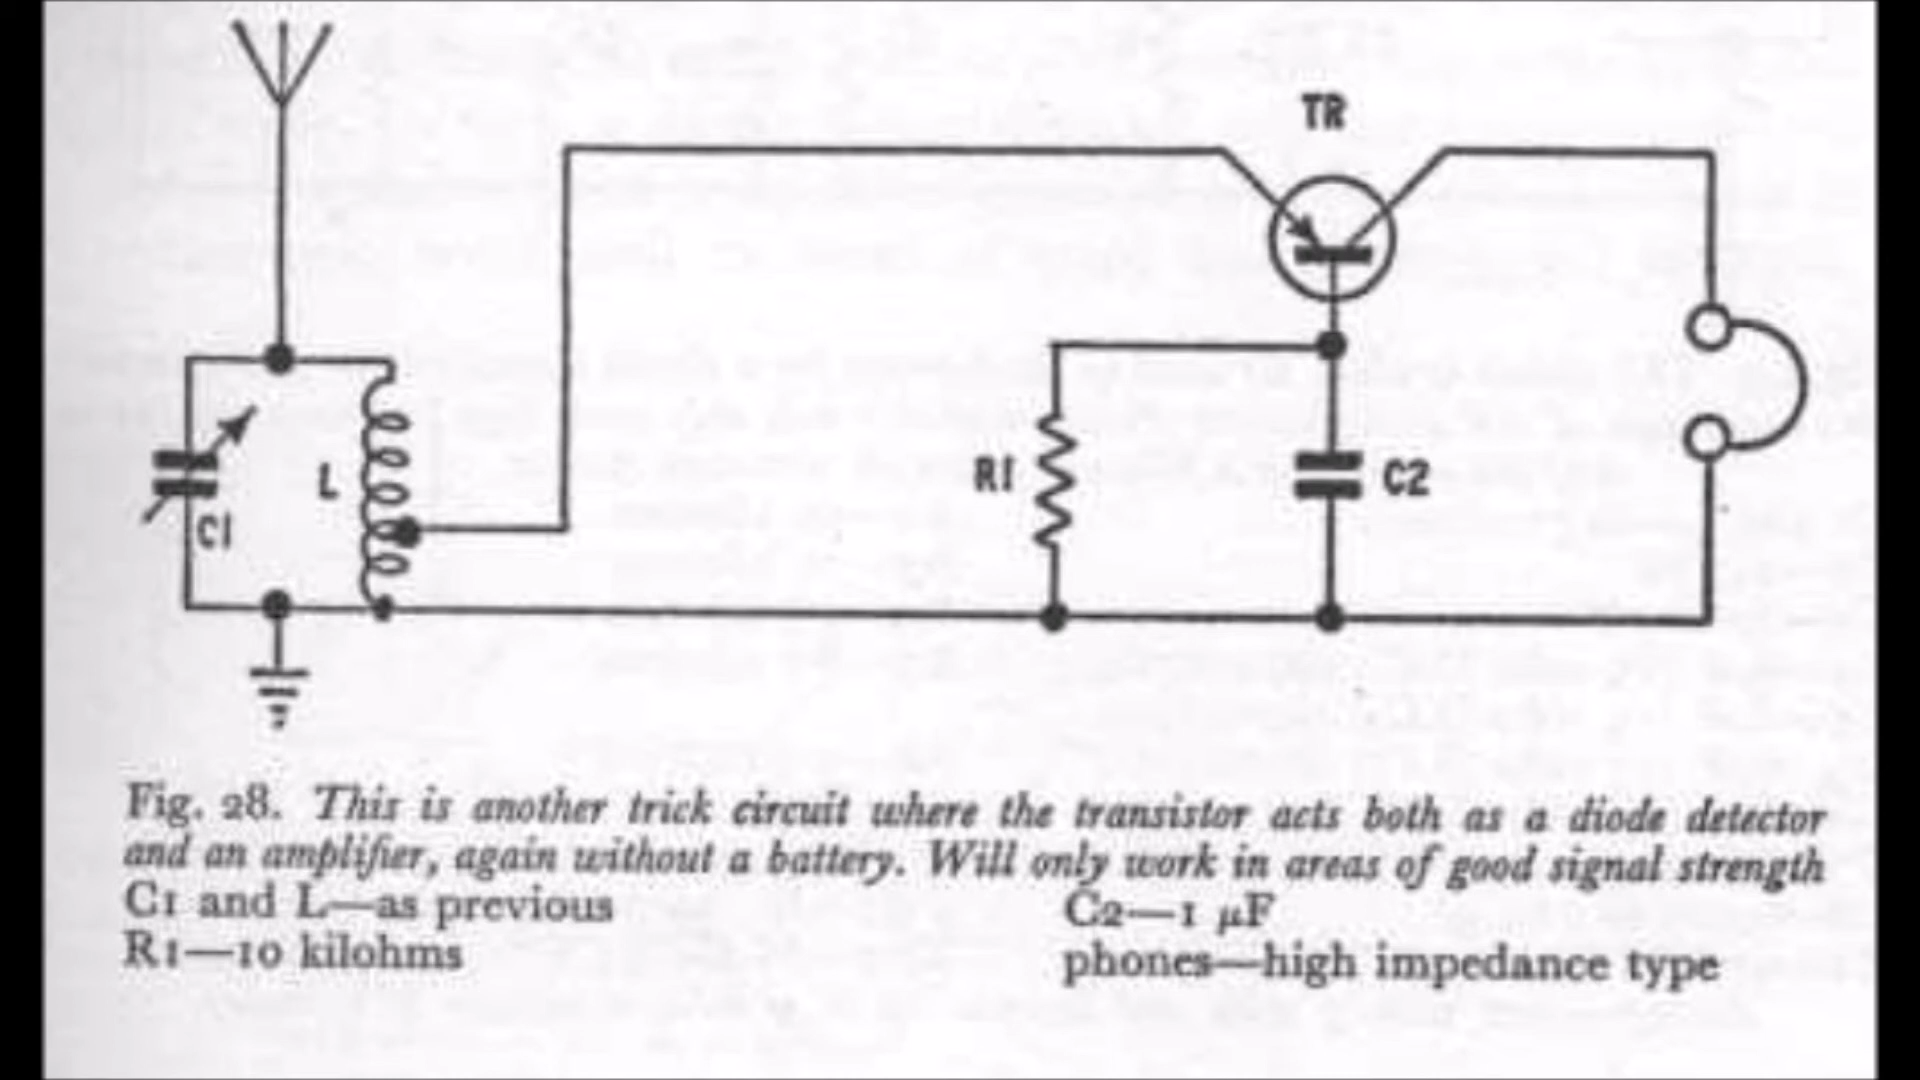 TR
L
C1
R1
C2
Fig. 28. This is another trick circuit where the transistor acts both as a diode detector
and an amplifier, again without a battery. Will only work in areas of good signal strength
C1 and L—as previous
C2—1 µF
R1—10 kilohms
phones—high impedance type